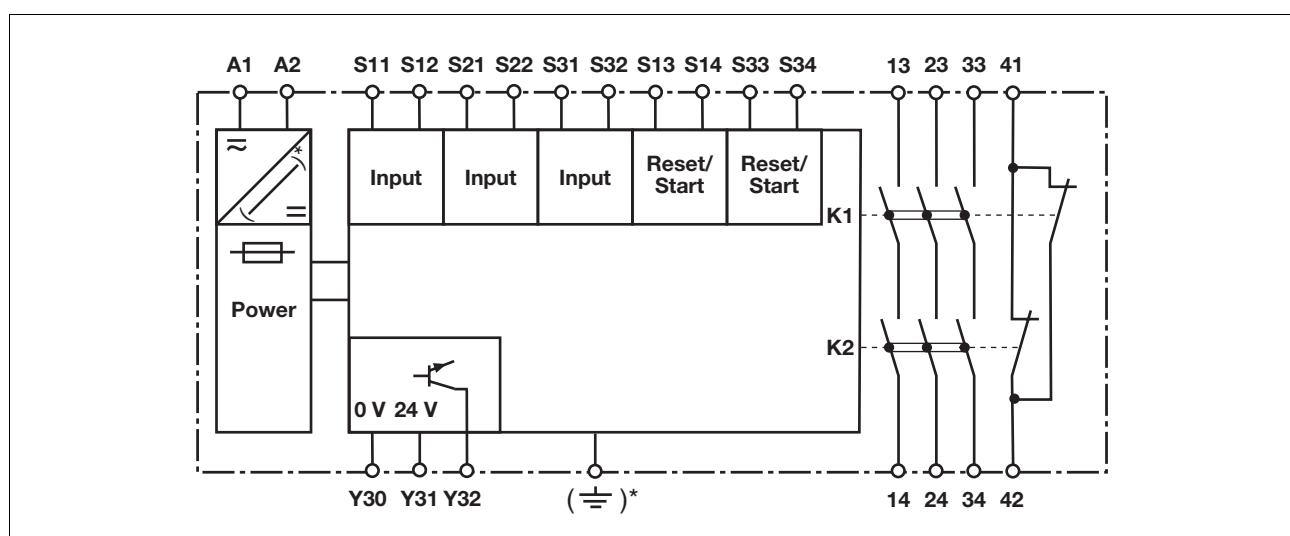 A1 A2 S11 S12 S21 S22 S31 S32 S13 S14 S33 S34 13 23 33 41
*
Input Input Input Reset/ Reset/
Start Start
K1
Power
K2
0 V 24 V
Y30 Y31 Y32 ( )* 14 24 34 42